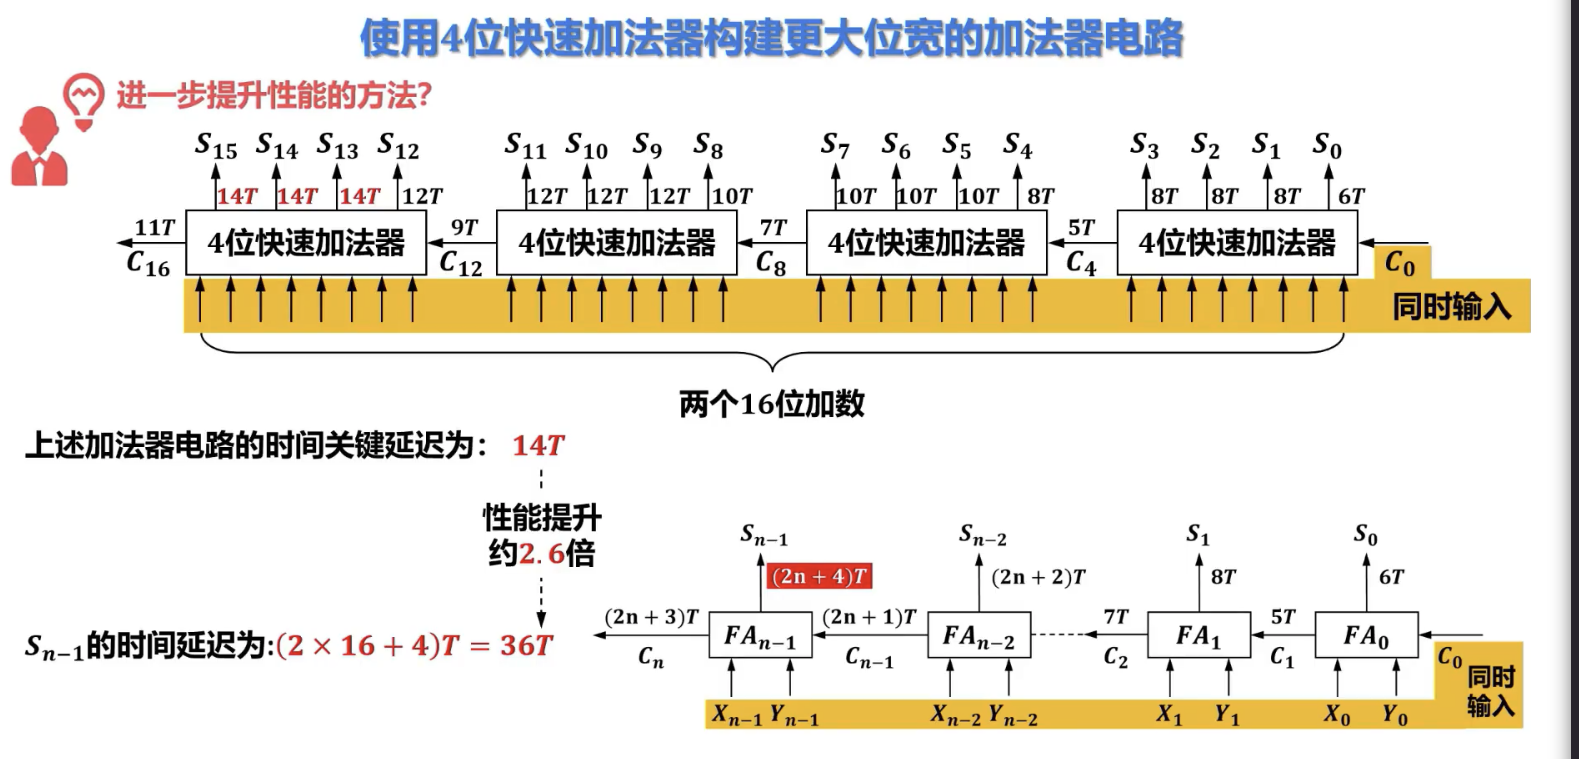 使用4位快速加法器构建更大位宽的加法器电路
进一步提升性能的方法?
S15 S14 S13 S12 S11 S10 S9 S8 S7 S6 S5 S4 S3 S2 S1 S0
14T 14T 14T 12T 12T 12T 12T 10T 10T 10T 10T 8T 8T 8T 8T 6T
11T 4位快速加法器 9T 4位快速加法器 7T 4位快速加法器 5T 4位快速加法器
C16 C12 C8 C4 C0
同时输入
两个16位加数
上述加法器电路的时间关键延迟为: 14T
性能提升
约2.6倍
Sn−1的时间延迟为:(2 × 16 + 4)T = 36T
Sn−1 Sn−2 S1 S0
(2n + 4)T (2n + 2)T 8T 6T
(2n + 3)T (2n + 1)T 7T 5T
FAn−1 FAn−2 FA1 FA0
Cn Cn−1 C2 C1 C0
同时
输入
Xn−1 Yn−1 Xn−2 Yn−2 X1 Y1 X0 Y0